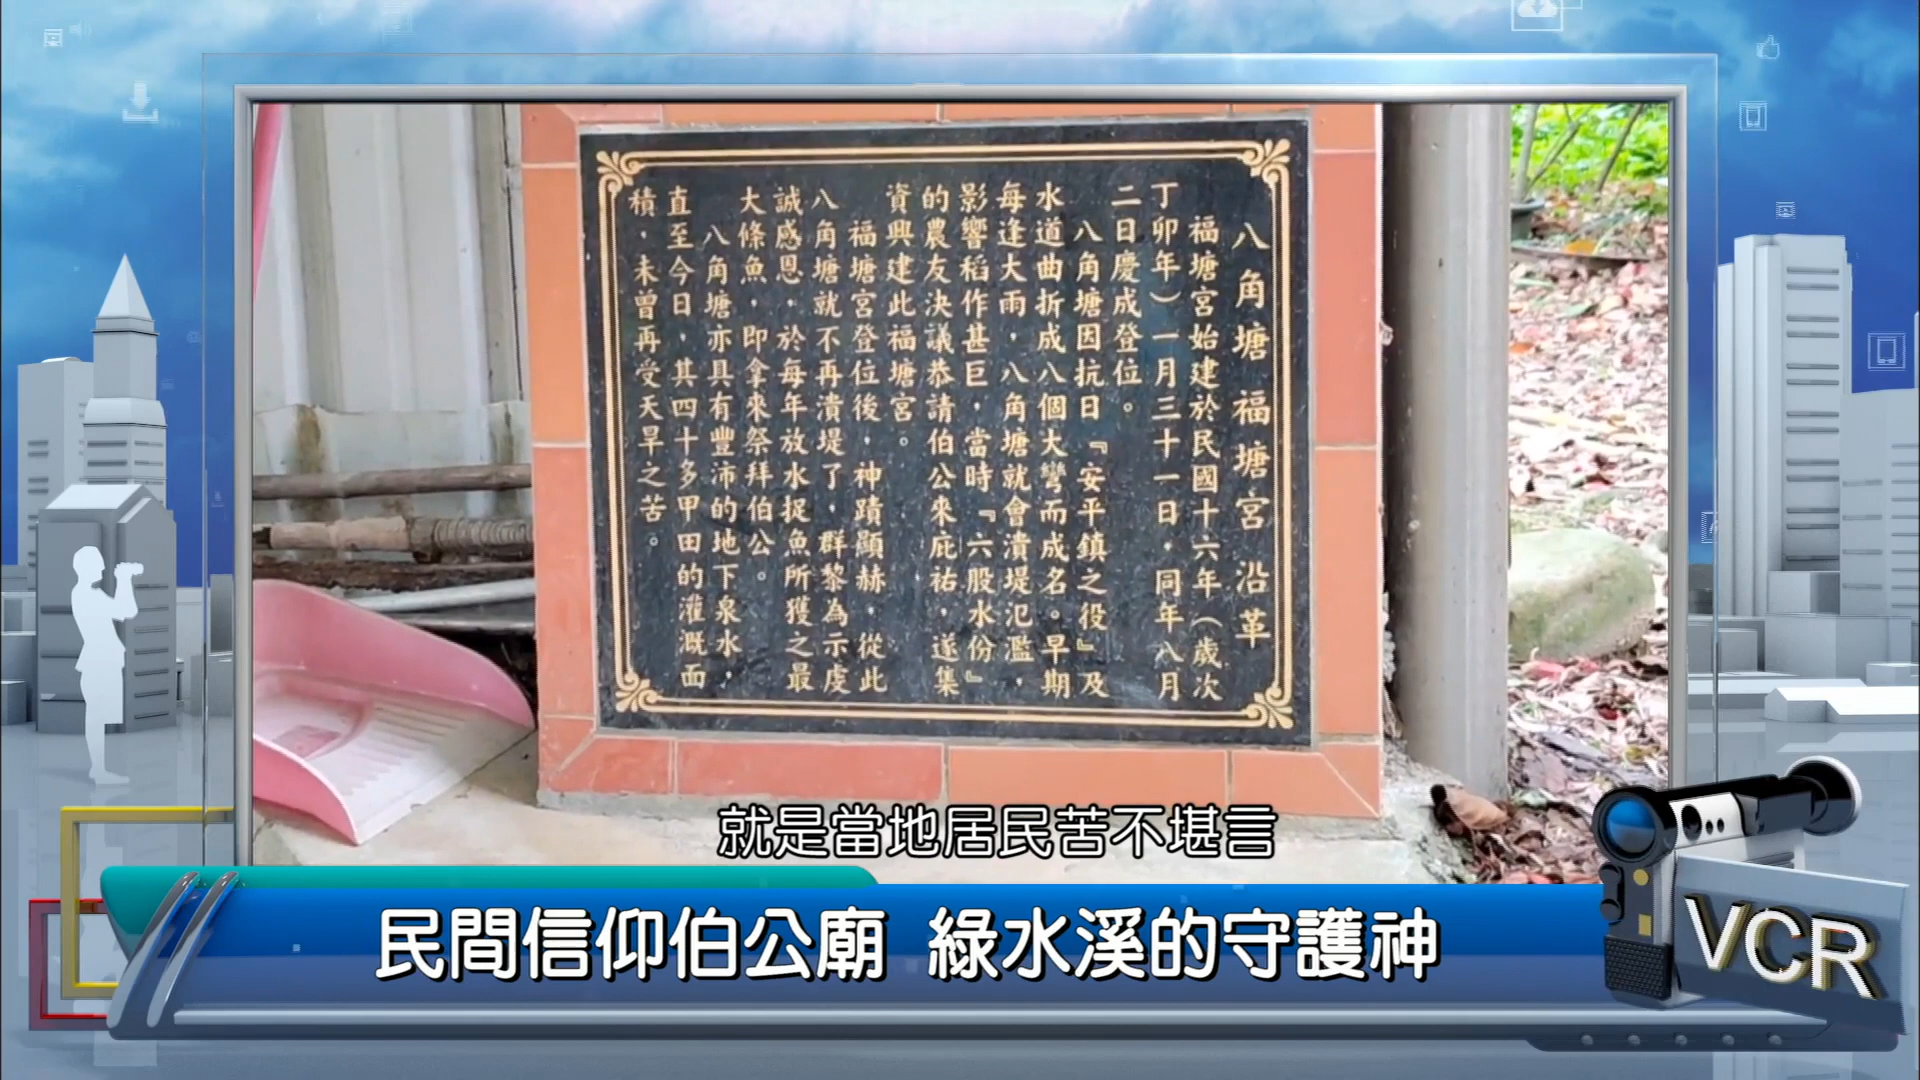 八角塘 福塘宮 沿革
福塘宮始建於民國十六年（歲次
丁卯年）一月三十一日，同年八月
二日慶成登位。
八角塘因抗日『安平鎮之役』及
水道曲折成八個大彎而成名。早期
每逢大雨，八角塘就會潰堤氾濫，
影響稻作甚巨，當時『六股水份』
的農友決議恭請伯公來庇祐，遂集
資興建此福塘宮。
福塘宮登位後，神蹟顯赫，從此
八角塘就不再潰堤了，群黎為示虔
誠感恩，於每年放水捉魚所獲之最
大條魚，即拿來祭拜伯公。
八角塘亦具有豐沛的地下泉水，
直至今日，其四十多甲田的灌溉面
積，未曾再受天旱之苦。
就是當地居民苦不堪言
民間信仰伯公廟 綠水溪的守護神
VCR